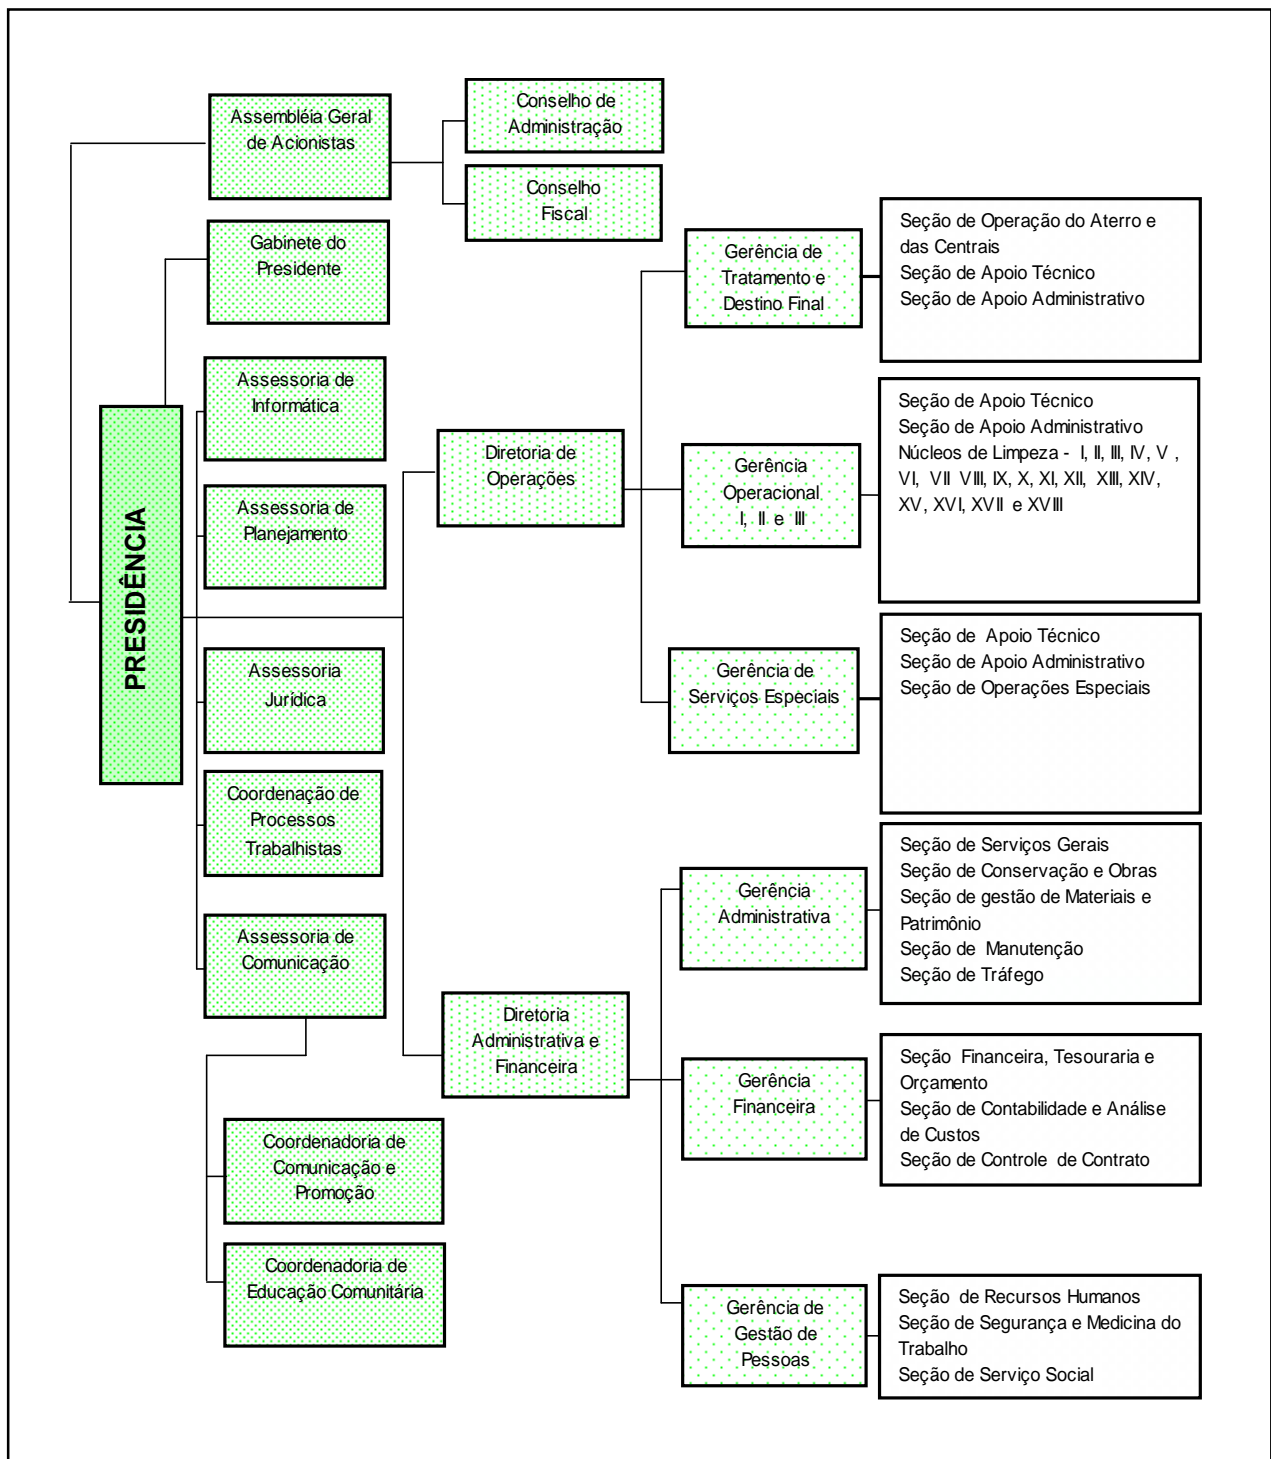 Assembléia Geral
de Acionistas
Conselho de
Administração
Conselho
Fiscal
Gabinete do
Presidente
Gerência de
Tratamento e
Destino Final
Seção de Operação do Aterro e
das Centrais
Seção de Apoio Técnico
Seção de Apoio Administrativo
Assessoria de
Informática
Assessoria de
Planejamento
PRESIDÊNCIA
Diretoria de
Operações
Gerência
Operacional
I, II e III
Seção de Apoio Técnico
Seção de Apoio Administrativo
Núcleos de Limpeza - I, II, III, IV, V ,
VI, VII VIII, IX, X, XI, XII, XIII, XIV,
XV, XVI, XVII e XVIII
Assessoria
Jurídica
Gerência de
Serviços Especiais
Seção de Apoio Técnico
Seção de Apoio Administrativo
Seção de Operações Especiais
Coordenação de
Processos
Trabalhistas
Assessoria de
Comunicação
Gerência
Administrativa
Seção de Serviços Gerais
Seção de Conservação e Obras
Seção de gestão de Materiais e
Patrimônio
Seção de Manutenção
Seção de Tráfego
Diretoria
Administrativa e
Financeira
Gerência
Financeira
Seção Financeira, Tesouraria e
Orçamento
Seção de Contabilidade e Análise
de Custos
Seção de Controle de Contrato
Coordenadoria de
Comunicação e
Promoção
Coordenadoria de
Educação Comunitária
Gerência de
Gestão de
Pessoas
Seção de Recursos Humanos
Seção de Segurança e Medicina do
Trabalho
Seção de Serviço Social